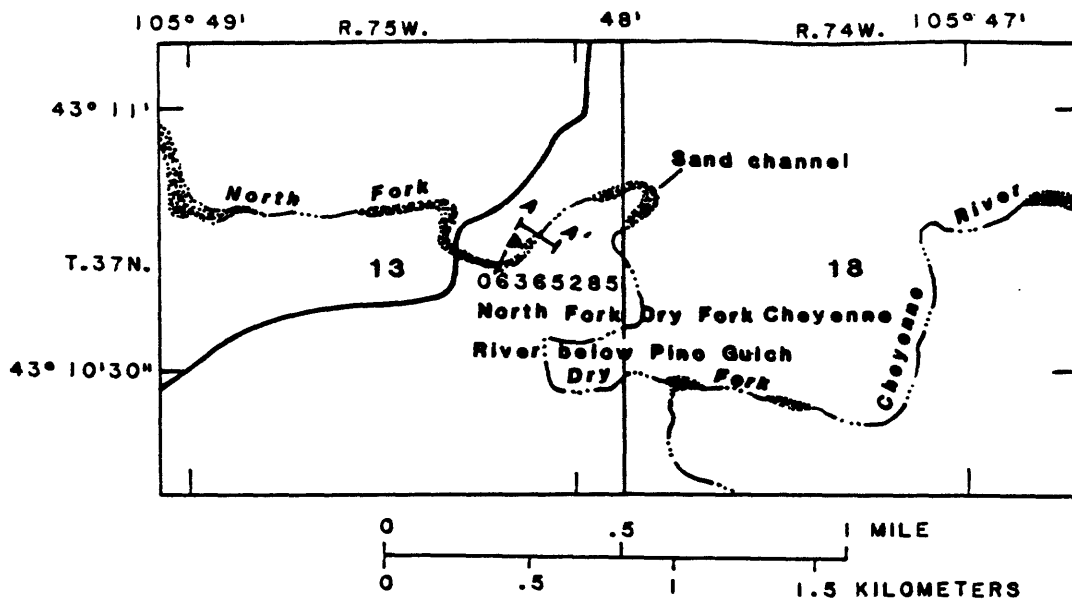 105° 49' 48' 105° 47'
R.75W. R.74W.
43° 11'
Sand channel
North Fork
River
A
A'
T.37N.
13
18
06365285
North Fork Dry Fork Cheyenne
River below Pine Gulch
43° 10'30"
Dry Fork
Cheyenne
0 .5 1 MILE
0 .5 1 1.5 KILOMETERS